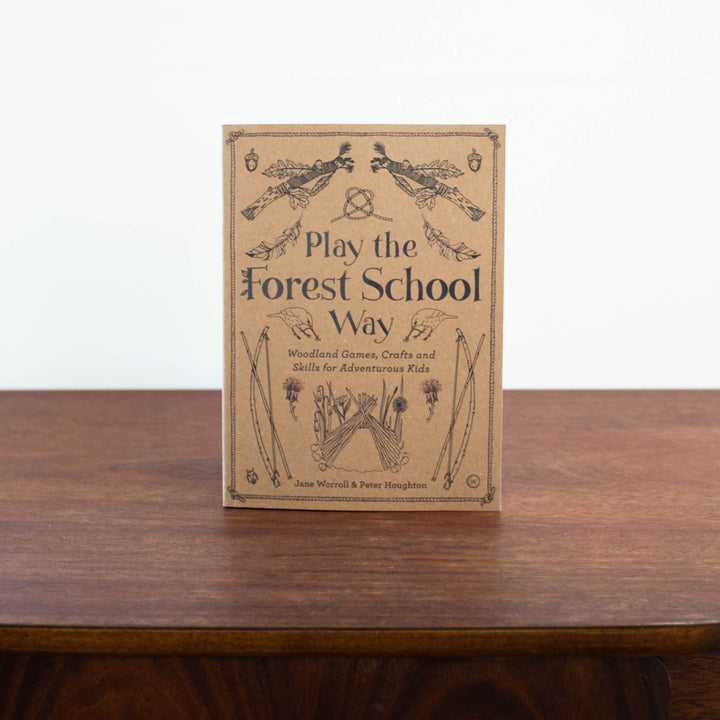 Play the
Forest School
Way
Woodland Games, Crafts and
Skills for Adventurous Kids
Jane Worroll & Peter Houghton
W